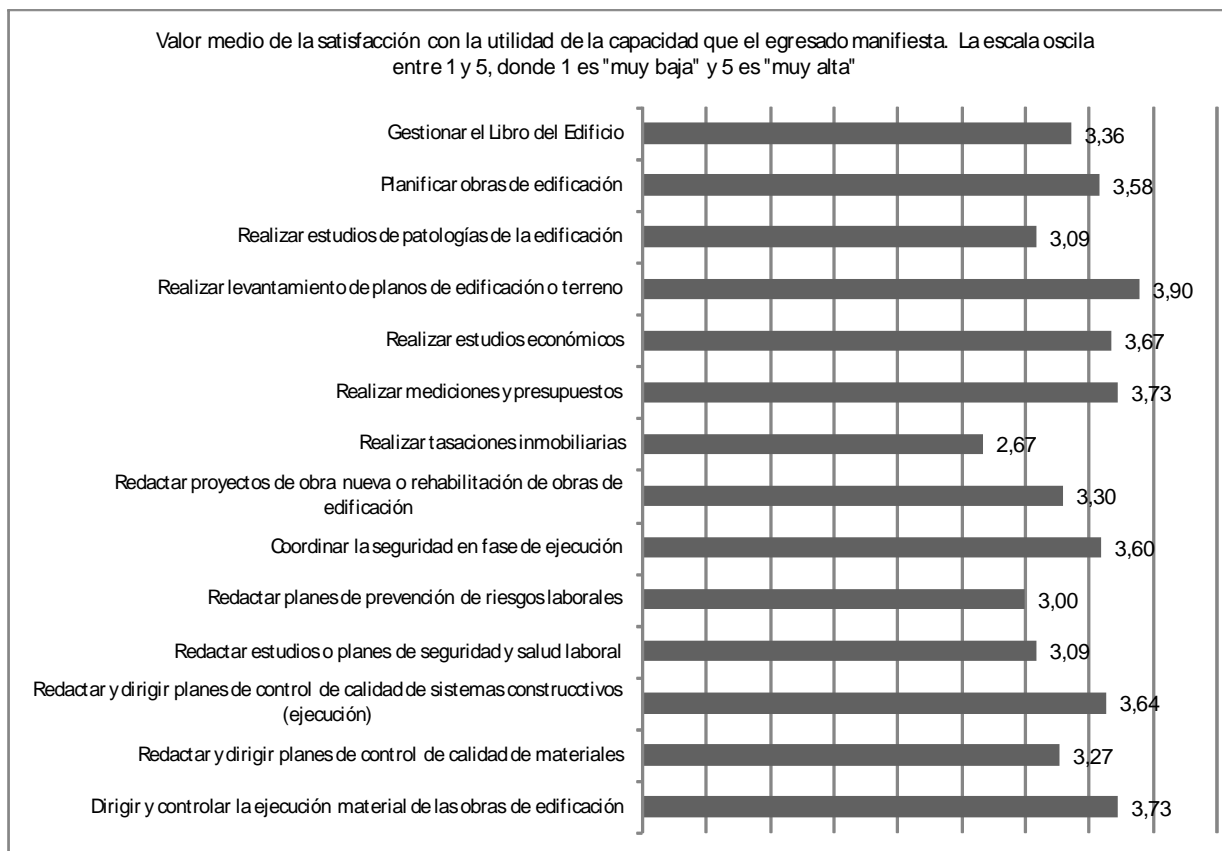 Valor medio de la satisfacción con la utilidad de la capacidad que el egresado manifiesta. La escala oscila
entre 1 y 5, donde 1 es "muy baja" y 5 es "muy alta"
Gestionar el Libro del Edificio
3,36
Planificar obras de edificación
3,58
Realizar estudios de patologías de la edificación
3,09
Realizar levantamiento de planos de edificación o terreno
3,90
Realizar estudios económicos
3,67
Realizar mediciones y presupuestos
3,73
Realizar tasaciones inmobiliarias
2,67
Redactar proyectos de obra nueva o rehabilitación de obras de
edificación
3,30
Coordinar la seguridad en fase de ejecución
3,60
Redactar planes de prevención de riesgos laborales
3,00
Redactar estudios o planes de seguridad y salud laboral
3,09
Redactar y dirigir planes de control de calidad de sistemas construcctivos
(ejecución)
3,64
Redactar y dirigir planes de control de calidad de materiales
3,27
Dirigir y controlar la ejecución material de las obras de edificación
3,73